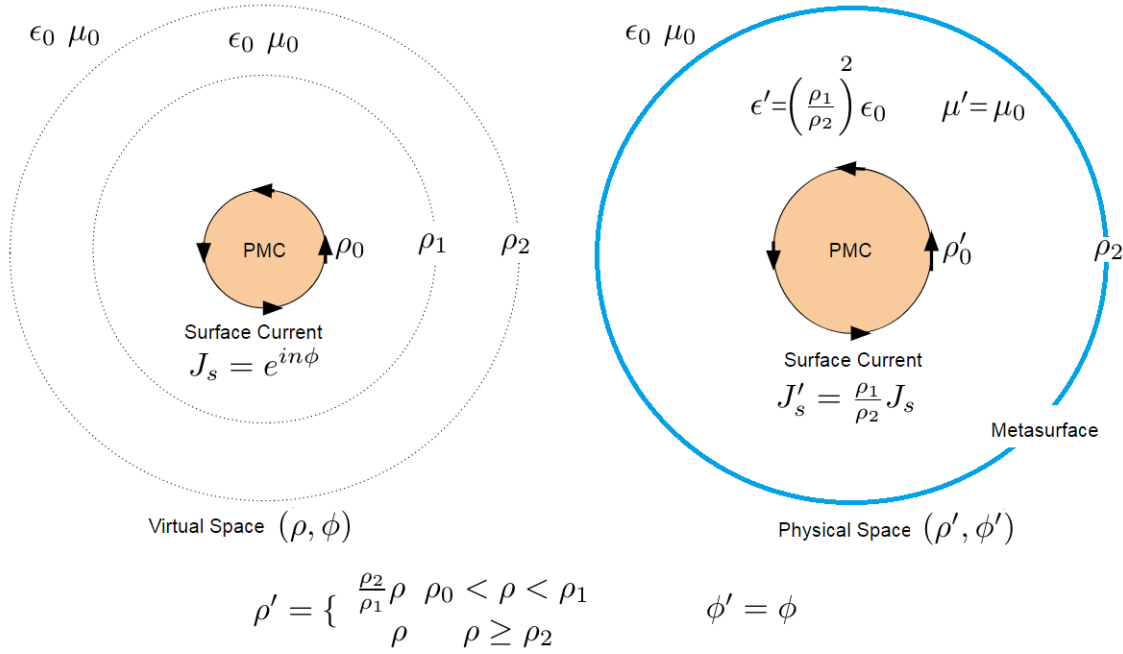 ϵ₀ μ₀
ϵ₀ μ₀
PMC
ρ₀
ρ₁
ρ₂
Surface Current
Jₛ = e^{inϕ}
Virtual Space (ρ, ϕ)
ϵ₀ μ₀
ϵ′=(ρ₁/ρ₂)² ϵ₀
μ′= μ₀
PMC
ρ′₀
ρ₂
Surface Current
J′ₛ = ρ₁/ρ₂ Jₛ
Metasurface
Physical Space (ρ′, ϕ′)
ρ′ = { ρ₂/ρ₁ ρ ρ₀ < ρ < ρ₁
ρ ρ ≥ ρ₂
ϕ′ = ϕ